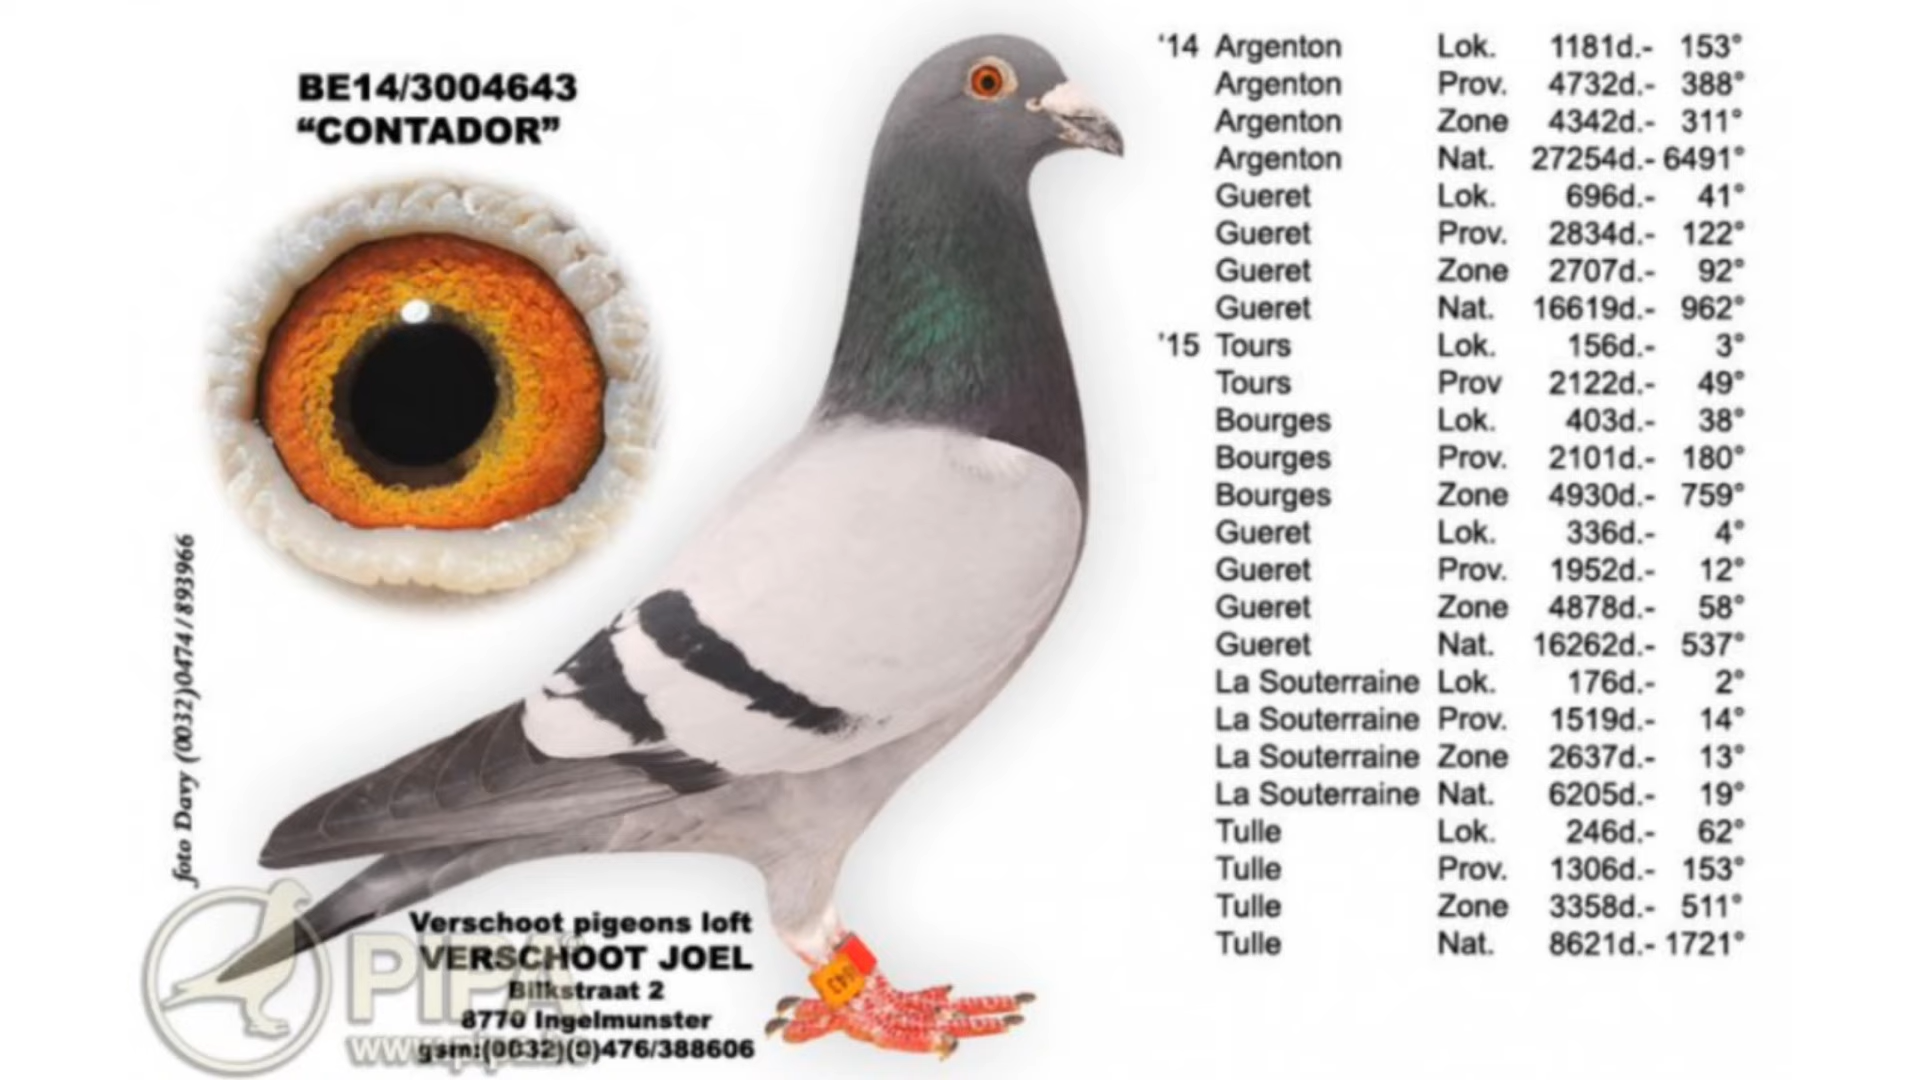 BE14/3004643
“CONTADOR”
foto Davy (0032)0474/893966
Verschoot pigeons loft
VERSCHOOT JOEL
Bilkstraat 2
8770 Ingelmunster
gsm:(0032)(0)476/388606
PIPA
643
'14 Argenton Lok. 1181d.- 153°
Argenton Prov. 4732d.- 388°
Argenton Zone 4342d.- 311°
Argenton Nat. 27254d.- 6491°
Gueret Lok. 696d.- 41°
Gueret Prov. 2834d.- 122°
Gueret Zone 2707d.- 92°
Gueret Nat. 16619d.- 962°
'15 Tours Lok. 156d.- 3°
Tours Prov 2122d.- 49°
Bourges Lok. 403d.- 38°
Bourges Prov. 2101d.- 180°
Bourges Zone 4930d.- 759°
Gueret Lok. 336d.- 4°
Gueret Prov. 1952d.- 12°
Gueret Zone 4878d.- 58°
Gueret Nat. 16262d.- 537°
La Souterraine Lok. 176d.- 2°
La Souterraine Prov. 1519d.- 14°
La Souterraine Zone 2637d.- 13°
La Souterraine Nat. 6205d.- 19°
Tulle Lok. 246d.- 62°
Tulle Prov. 1306d.- 153°
Tulle Zone 3358d.- 511°
Tulle Nat. 8621d.- 1721°